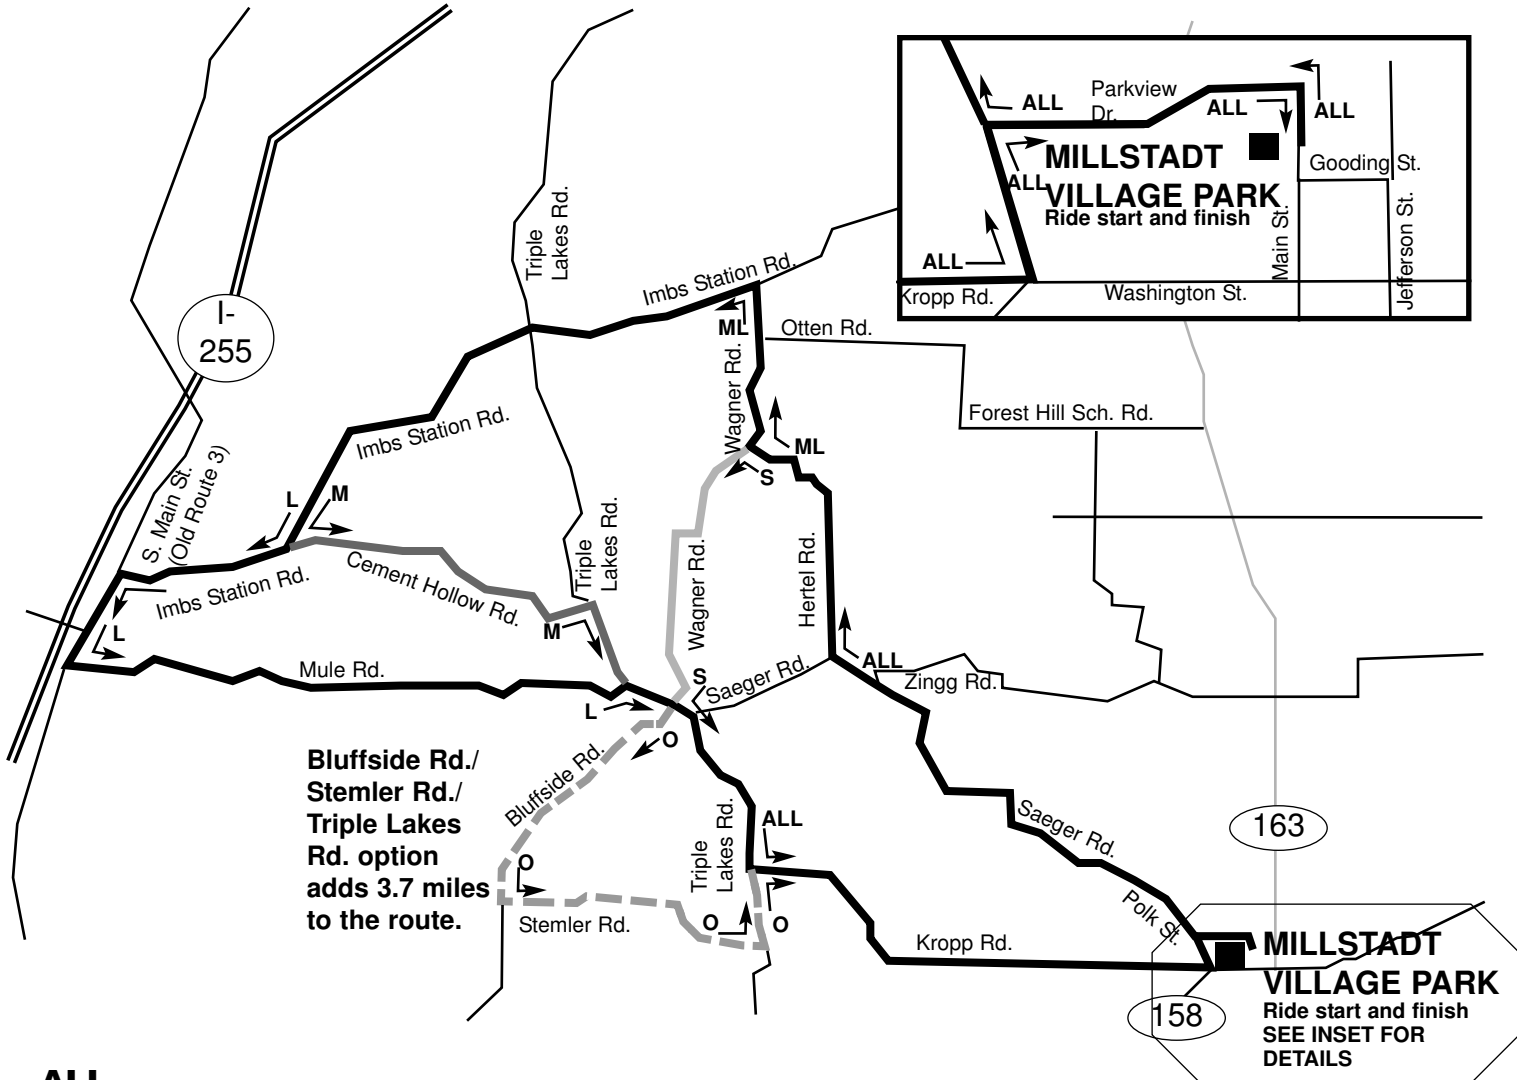 Parkview
Dr.
ALL
ALL
ALL
MILLSTADT
VILLAGE PARK
Ride start and finish
ALL
ALL
Gooding St.
Main St.
Jefferson St.
Kropp Rd.
Washington St.
I-
255
Triple
Lakes Rd.
Imbs Station Rd.
ML
Otten Rd.
Wagner Rd.
Forest Hill Sch. Rd.
Imbs Station Rd.
ML
S
S. Main St.
(Old Route 3)
L
M
Triple
Lakes Rd.
Wagner Rd.
Hertel Rd.
Cement Hollow Rd.
Imbs Station Rd.
L
M
ALL
Zingg Rd.
Mule Rd.
S
Saeger Rd.
L
O
Bluffside Rd./
Stemler Rd./
Triple Lakes
Rd. option
adds 3.7 miles
to the route.
Bluffside Rd.
Triple
Lakes Rd.
ALL
Saeger Rd.
163
O
Stemler Rd.
O
O
Polk St.
Kropp Rd.
MILLSTADT
VILLAGE PARK
Ride start and finish
SEE INSET FOR
DETAILS
158
ALL